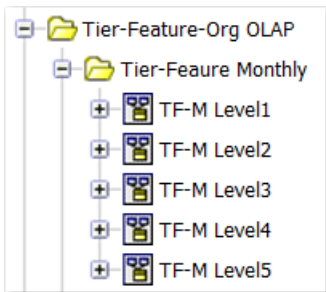 Tier-Feature-Org OLAP
Tier-Feaure Monthly
TF-M Level1
TF-M Level2
TF-M Level3
TF-M Level4
TF-M Level5